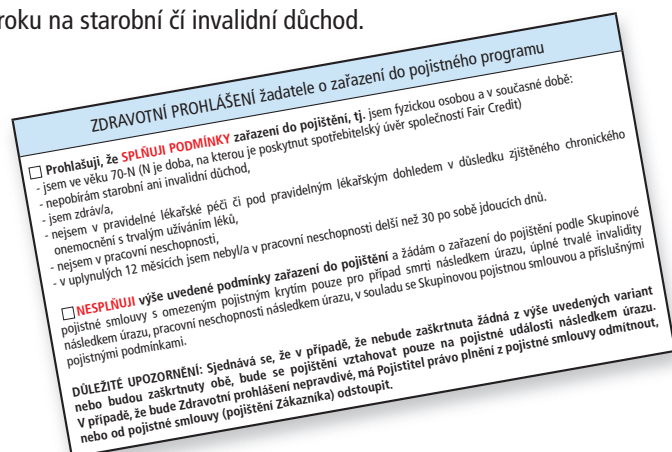 roku na starobní čí invalidní důchod.
ZDRAVOTNÍ PROHLÁŠENÍ žadatele o zařazení do pojistného programu
☐ Prohlašuji, že SPLŇUJI PODMÍNKY zařazení do pojištění, tj. jsem fyzickou osobou a v současné době:
- jsem ve věku 70-N (N je doba, na kterou je poskytnut spotřebitelský úvěr společností Fair Credit)
- nepobírám starobní ani invalidní důchod,
- jsem zdráv/a,
- nejsem v pravidelné lékařské péči či pod pravidelným lékařským dohledem v důsledku zjištěného chronického
onemocnění s trvalým užíváním léků,
- nejsem v pracovní neschopnosti,
- v uplynulých 12 měsících jsem nebyl/a v pracovní neschopnosti delší než 30 po sobě jdoucích dnů.
☐ NESPLŇUJI výše uvedené podmínky zařazení do pojištění a žádám o zařazení do pojištění podle Skupinové
pojistné smlouvy s omezeným pojistným krytím pouze pro případ smrti následkem úrazu, úplné trvalé invalidity
následkem úrazu, pracovní neschopnosti následkem úrazu, v souladu se Skupinovou pojistnou smlouvou a příslušnými
pojistnými podmínkami.
DŮLEŽITÉ UPOZORNĚNÍ: Sjednává se, že v případě, že nebude zaškrtnuta žádná z výše uvedených variant
nebo budou zaškrtnuty obě, bude se pojištění vztahovat pouze na pojistné události následkem úrazu.
V případě, že bude Zdravotní prohlášení nepravdivé, má Pojistitel právo plnění z pojistné smlouvy odmítnout,
nebo od pojistné smlouvy (pojištění Zákazníka) odstoupit.